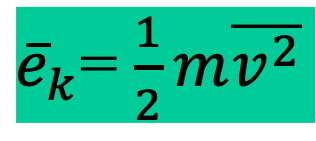 ē_k = 1/2 m\overline{v^2}